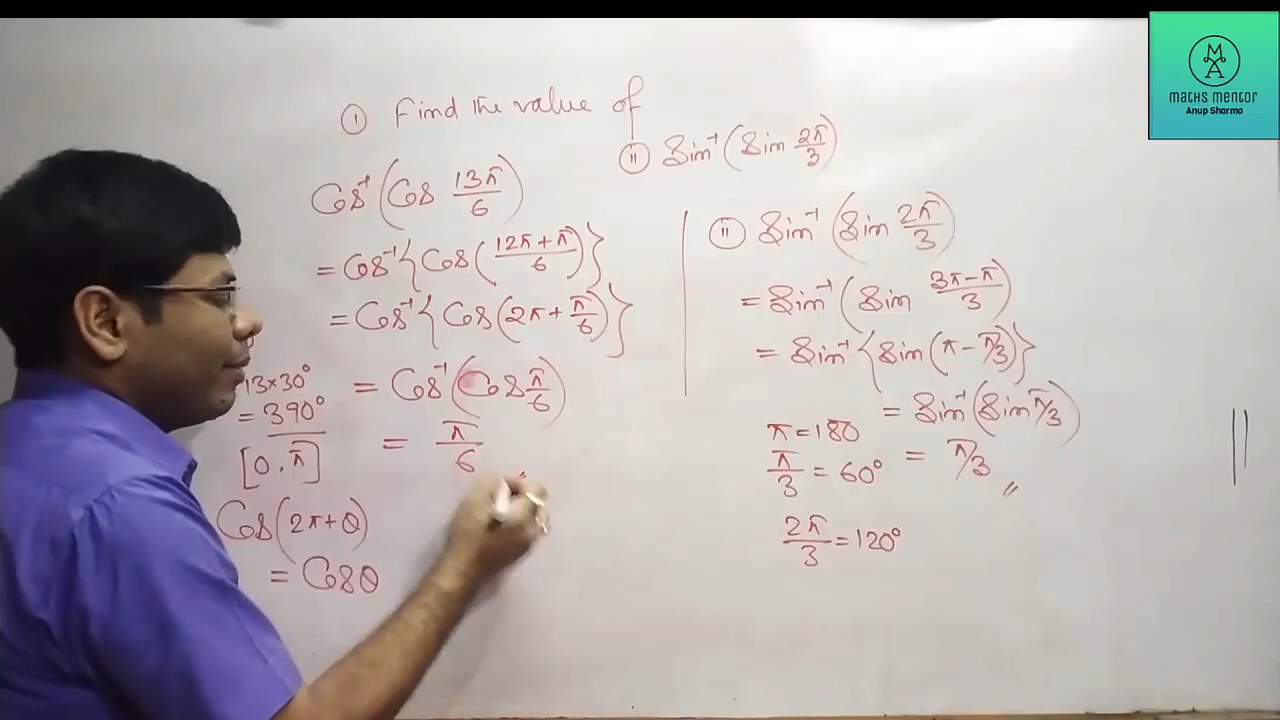 ① Find the value of
Cos⁻¹(Cos 13π/6)
= Cos⁻¹{Cos((12π+π)/6)}
= Cos⁻¹{Cos(2π+π/6)}
= Cos⁻¹(Cos π/6)
= π/6
13×30°
= 390°
[0, π]
Cos(2π+θ)
= Cosθ
ⓘⓘ Sin⁻¹(Sin 2π/3)
ⓘⓘ Sin⁻¹(Sin 2π/3)
= Sin⁻¹(Sin (3π-π)/3)
= Sin⁻¹{Sin(π-π/3)}
= Sin⁻¹(Sin π/3)
= π/3 〃
π=180
π/3 = 60°
2π/3 = 120°
MA
MATHS MENTOR
Anup Sharma